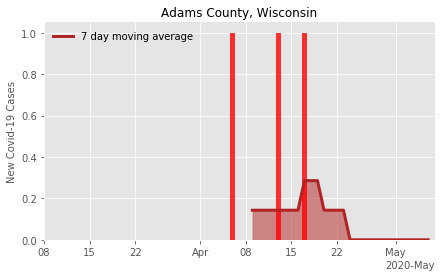 Adams County, Wisconsin
7 day moving average
New Covid-19 Cases
1.0
0.8
0.6
0.4
0.2
0.0
08 15 22 Apr 08 15 22 May
2020-May